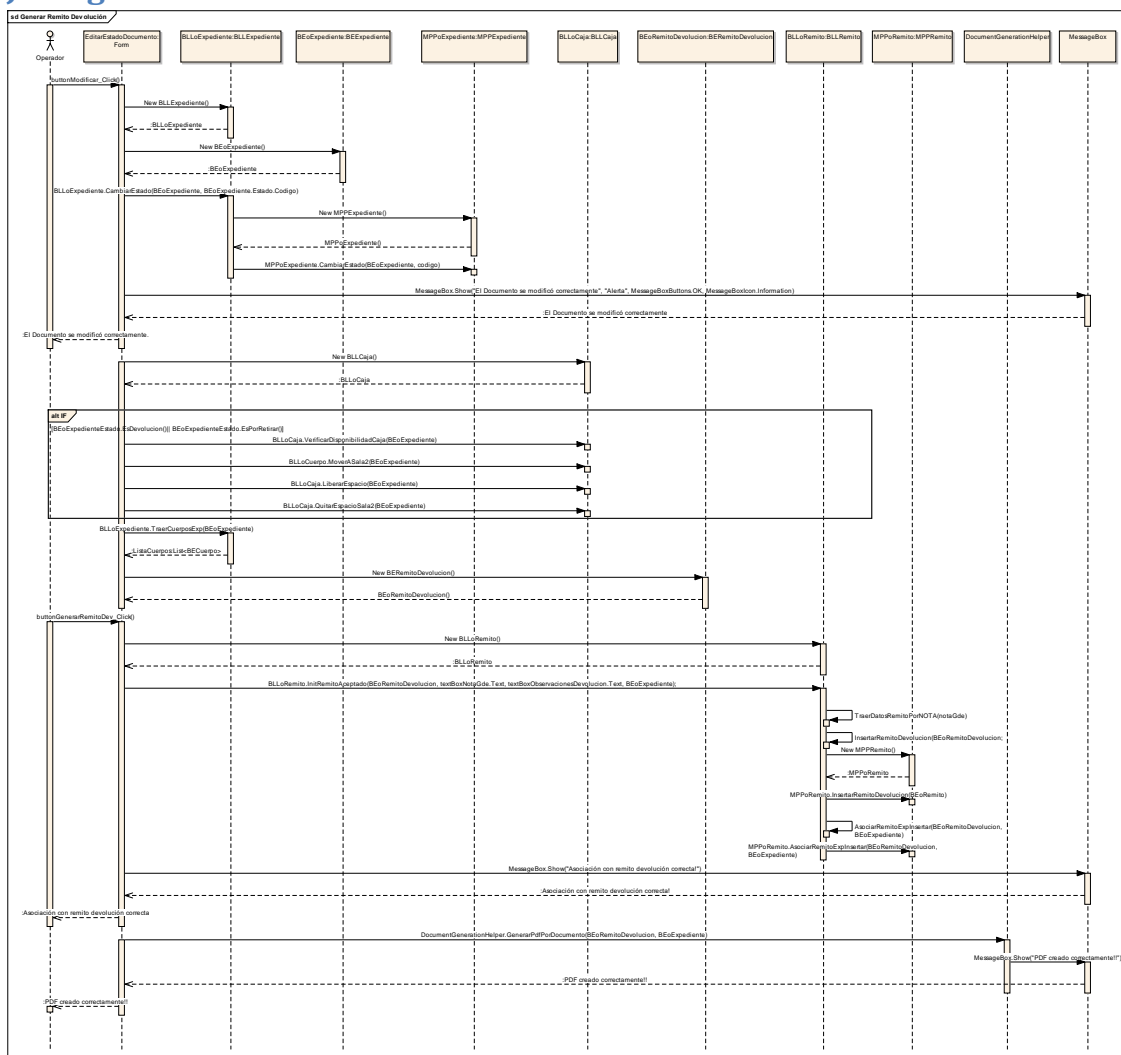 sd Generar Remito Devolución
EditarEstadoDocumento:
Form
BLLoExpediente:BLLExpediente
BEoExpediente:BEExpediente
MPPoExpediente:MPPExpediente
BLLoCaja:BLLCaja
BEoRemitoDevolucion:BERemitoDevolucion
BLLoRemito:BLLRemito
MPPoRemito:MPPRemito
DocumentGenerationHelper
MessageBox
Operador
buttonModificar_Click()
New BLLExpediente()
:BLLoExpediente
New BEoExpediente()
:BEoExpediente
BLLoExpediente.CambiarEstado(BEoExpediente, BEoExpediente.Estado.Codigo)
New MPPExpediente()
MPPoExpediente()
MPPoExpediente.CambiarEstado(BEoExpediente, codigo)
MessageBox.Show("El Documento se modificó correctamente", "Alerta", MessageBoxButtons.OK, MessageBoxIcon.Information)
:El Documento se modificó correctamente
:El Documento se modificó correctamente.
New BLLCaja()
:BLLoCaja
alt IF
[BEoExpedienteEstado.EsDevolucion()|| BEoExpedienteEstado.EsPorRetirar()]
BLLoCaja.VerificarDisponibilidadCaja(BEoExpediente)
BLLoCuerpo.MoverASala2(BEoExpediente)
BLLoCaja.LiberarEspacio(BEoExpediente)
BLLoCaja.QuitarEspacioSala2(BEoExpediente)
BLLoExpediente.TraerCuerposExp(BEoExpediente)
:ListaCuerpos:List<BECuerpo>
New BERemitoDevolucion()
BEoRemitoDevolucion()
buttonGenerarRemitoDev_Click()
New BLLoRemito()
:BLLoRemito
BLLoRemito.InitRemitoAceptado(BEoRemitoDevolucion, textBoxNotaGde.Text, textBoxObservacionesDevolucion.Text, BEoExpediente);
TraerDatosRemitoPorNOTA(notaGde)
InsertarRemitoDevolucion(BEoRemitoDevolucion;
New MPPRemito()
:MPPoRemito
MPPoRemito.InsertarRemitoDevolucion(BEoRemito)
AsociarRemitoExpInsertar(BEoRemitoDevolucion,
BEoExpediente)
MPPoRemito.AsociarRemitoExpInsertar(BEoRemitoDevolucion,
BEoExpediente)
MessageBox.Show("Asociación con remito devolución correcta!")
:Asociación con remito devolución correcta!
:Asociación con remito devolución correcta
DocumentGenerationHelper.GenerarPdfPorDocumento(BEoRemitoDevolucion, BEoExpediente)
MessageBox.Show("PDF creado correctamente!!")
:PDF creado correctamente!!
:PDF creado correctamente!!